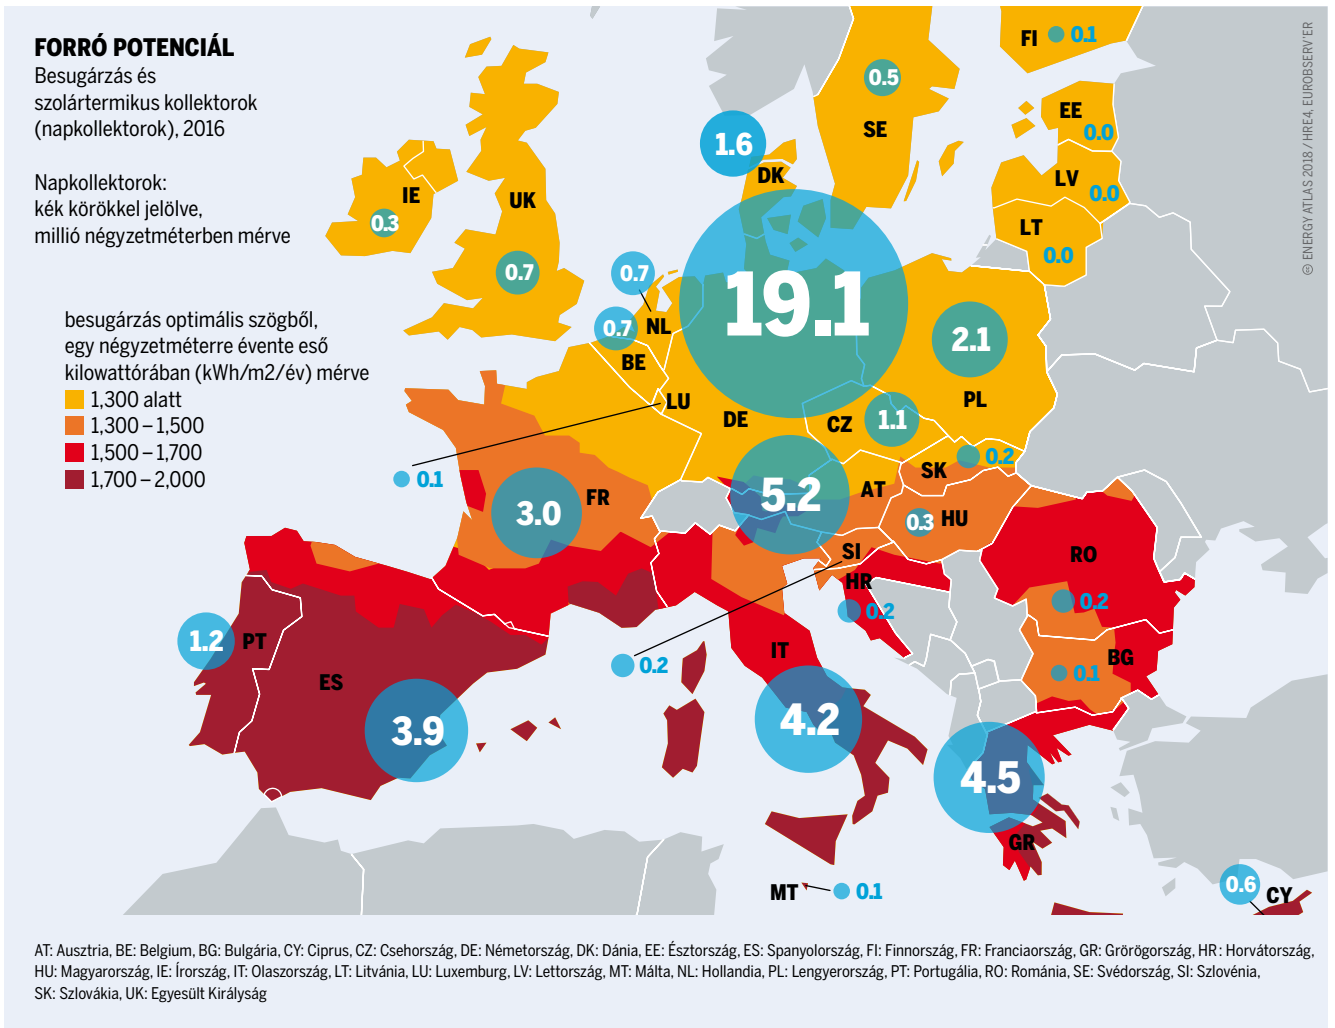 FORRÓ POTENCIÁL
Besugárzás és
szolártermikus kollektorok
(napkollektorok), 2016
Napkollektorok:
kék körökkel jelölve,
millió négyzetméterben mérve
besugárzás optimális szögből,
egy négyzetméterre évente eső
kilowattórában (kWh/m2/év) mérve
1,300 alatt
1,300 – 1,500
1,500 – 1,700
1,700 – 2,000
© ENERGY ATLAS 2018 / HRE4, EUROBSERV'ER
FI 0.1
0.5
SE
EE
0.0
LV
0.0
LT
0.0
1.6
DK
IE
0.3
UK
0.7
0.7
NL
0.7
BE
LU
0.1
19.1
DE
2.1
PL
CZ 1.1
SK 0.2
5.2
AT
0.3 HU
3.0 FR
SI
0.2
HR
0.2
RO
0.2
BG
0.1
1.2 PT
ES
3.9
IT
4.2
4.5
GR
MT 0.1
0.6 CY
AT: Ausztria, BE: Belgium, BG: Bulgária, CY: Ciprus, CZ: Csehország, DE: Németország, DK: Dánia, EE: Észtország, ES: Spanyolország, FI: Finnország, FR: Franciaország, GR: Grörögország, HR: Horvátország,
HU: Magyarország, IE: Írország, IT: Olaszország, LT: Litvánia, LU: Luxemburg, LV: Lettország, MT: Málta, NL: Hollandia, PL: Lengyerország, PT: Portugália, RO: Románia, SE: Svédország, SI: Szlovénia,
SK: Szlovákia, UK: Egyesült Királyság